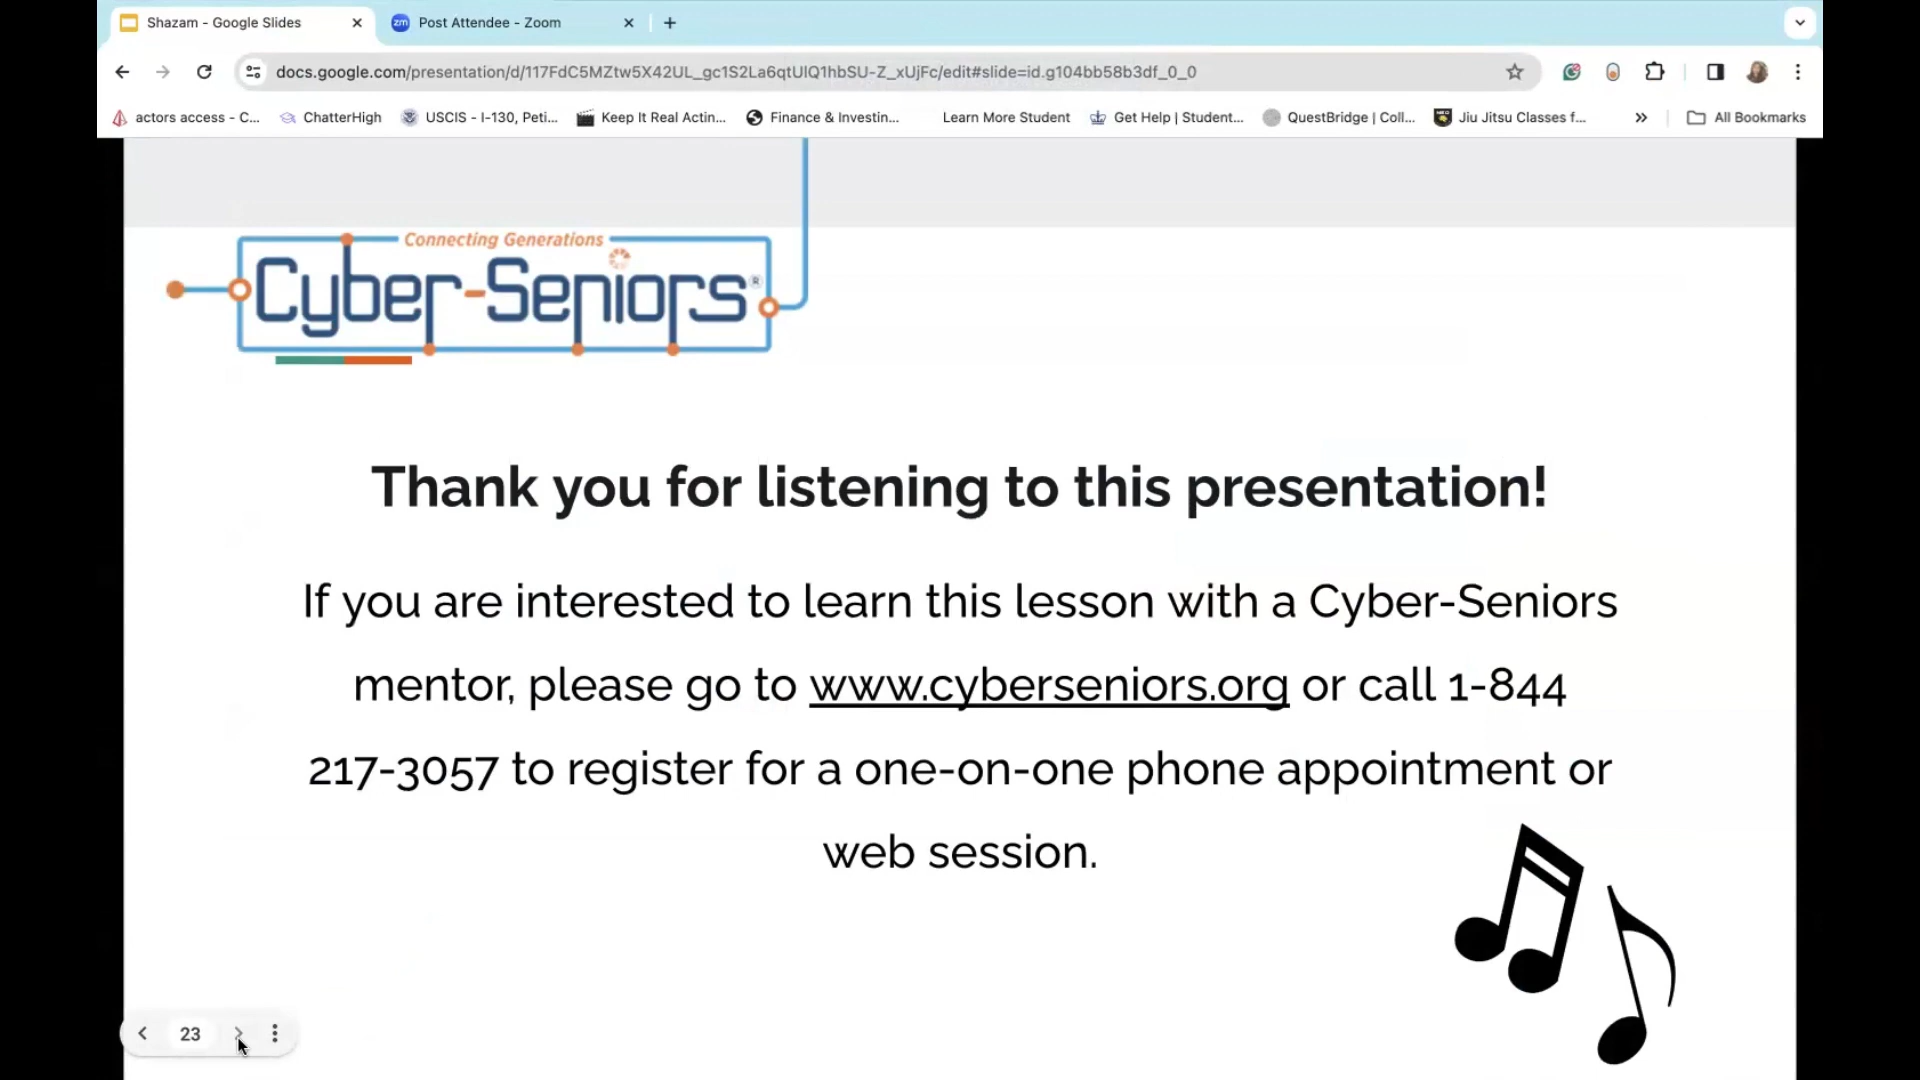 Shazam - Google Slides
Post Attendee - Zoom
docs.google.com/presentation/d/117FdC5MZtw5X42UL_gc1S2La6qtUlQ1hbSU-Z_xUjFc/edit#slide=id.g104bb58b3df_0_0
actors access - C... ChatterHigh USCIS - I-130, Peti... Keep It Real Actin... Finance & Investin... Learn More Student Get Help | Student... QuestBridge | Coll... Jiu Jitsu Classes f... » All Bookmarks
Connecting Generations
Cyber-Seniors®
Thank you for listening to this presentation!
If you are interested to learn this lesson with a Cyber-Seniors
mentor, please go to www.cyberseniors.org or call 1-844
217-3057 to register for a one-on-one phone appointment or
web session.
23